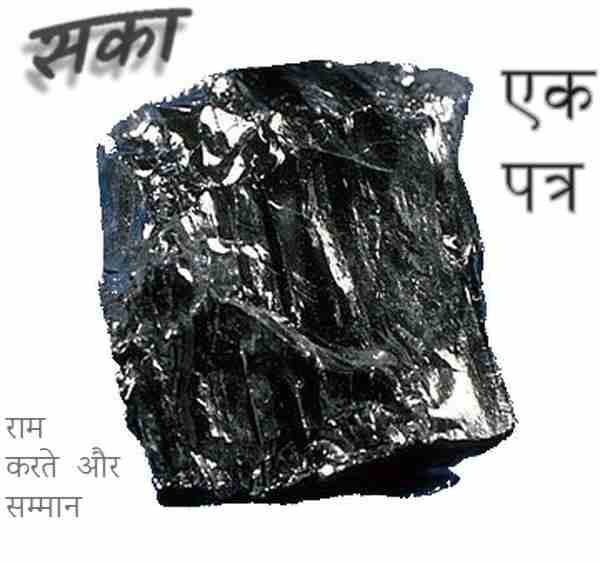 सका
एक
पत्र
राम
करते और
सम्मान